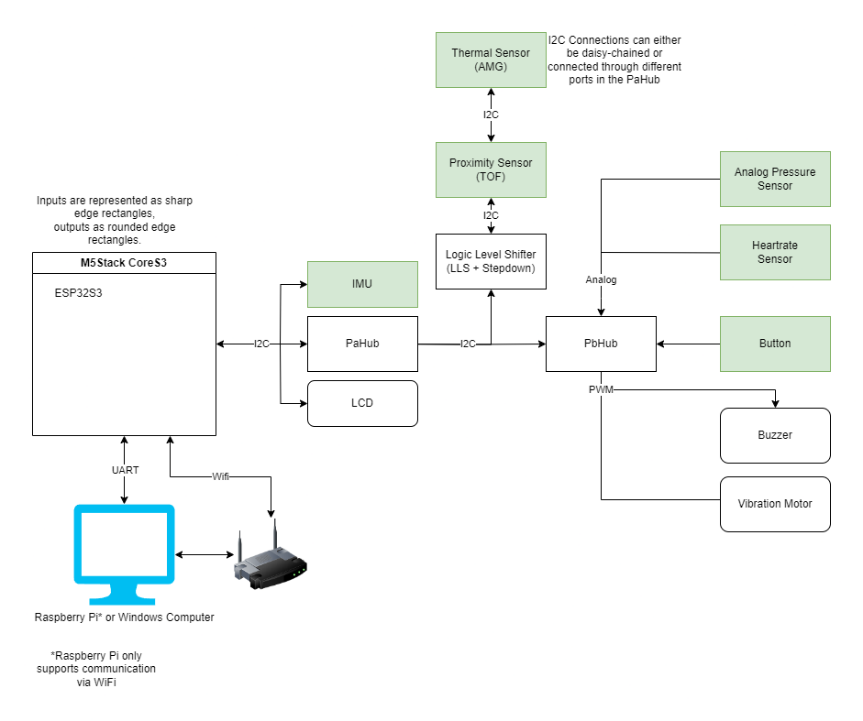 Thermal Sensor
(AMG)
I2C Connections can either
be daisy-chained or
connected through different
ports in the PaHub
I2C
Proximity Sensor
(TOF)
I2C
Analog Pressure
Sensor
Inputs are represented as sharp
edge rectangles,
outputs as rounded edge
rectangles.
M5Stack CoreS3
ESP32S3
Logic Level Shifter
(LLS + Stepdown)
Heartrate
Sensor
IMU
Analog
I2C
PaHub
I2C
PbHub
Button
LCD
PWM
Buzzer
UART
Wifi
Vibration Motor
Raspberry Pi* or Windows Computer
*Raspberry Pi only
supports communication
via WiFi